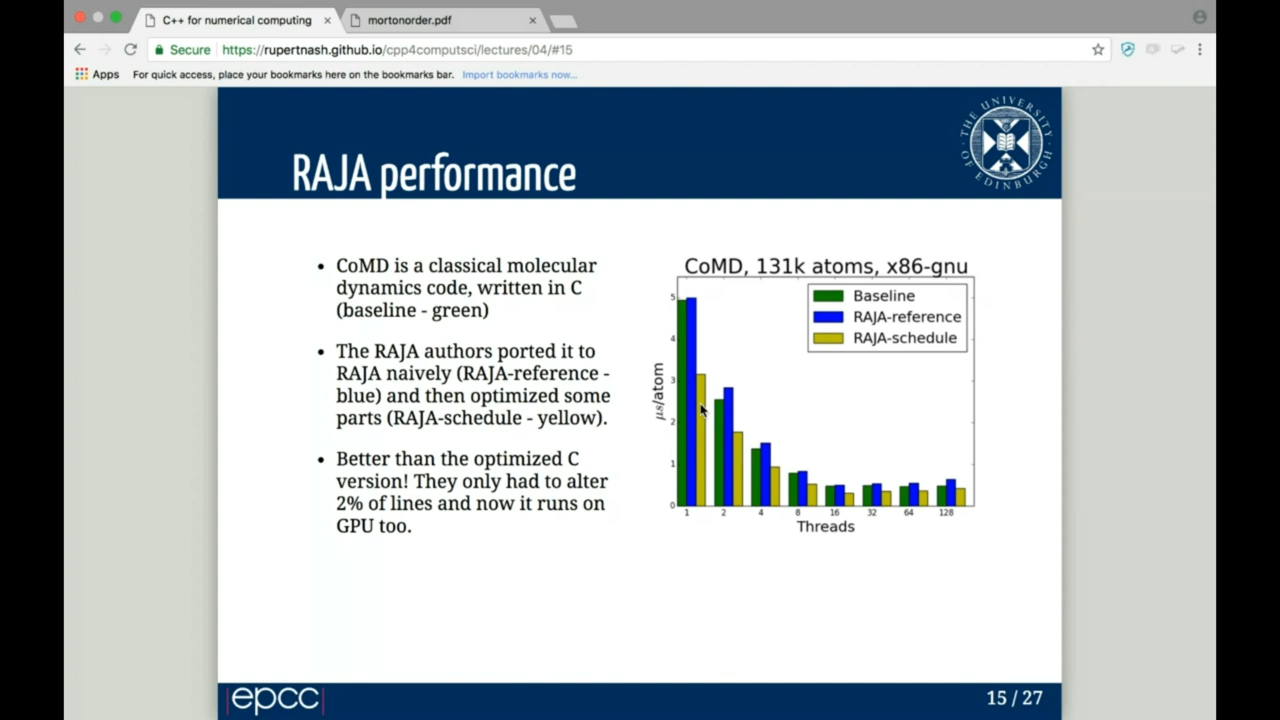 C++ for numerical computing
mortonorder.pdf
Secure
https://rupertnash.github.io/cpp4computsci/lectures/04/#15
Apps
For quick access, place your bookmarks here on the bookmarks bar.
Import bookmarks now...
THE UNIVERSITY OF EDINBURGH
RAJA performance
• CoMD is a classical molecular
dynamics code, written in C
(baseline - green)
• The RAJA authors ported it to
RAJA naively (RAJA-reference -
blue) and then optimized some
parts (RAJA-schedule - yellow).
• Better than the optimized C
version! They only had to alter
2% of lines and now it runs on
GPU too.
CoMD, 131k atoms, x86-gnu
Baseline
RAJA-reference
RAJA-schedule
μs/atom
5
4
3
2
1
0
1 2 4 8 16 32 64 128
Threads
epcc
15 / 27